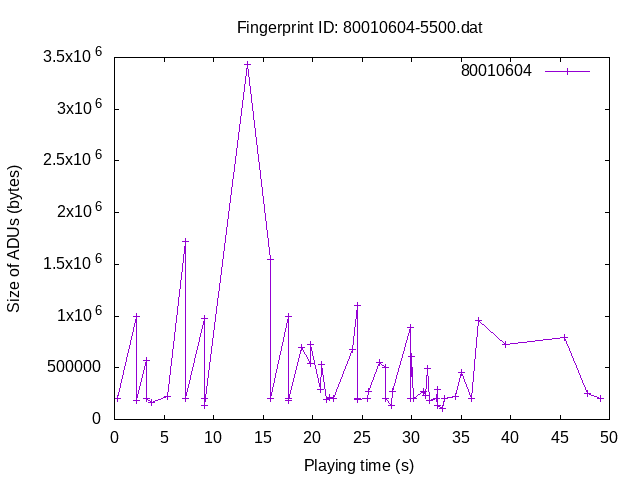 Fingerprint ID: 80010604-5500.dat
80010604
3.5x10 6
3x10 6
2.5x10 6
2x10 6
1.5x10 6
1x10 6
500000
0
Size of ADUs (bytes)
0 5 10 15 20 25 30 35 40 45 50
Playing time (s)